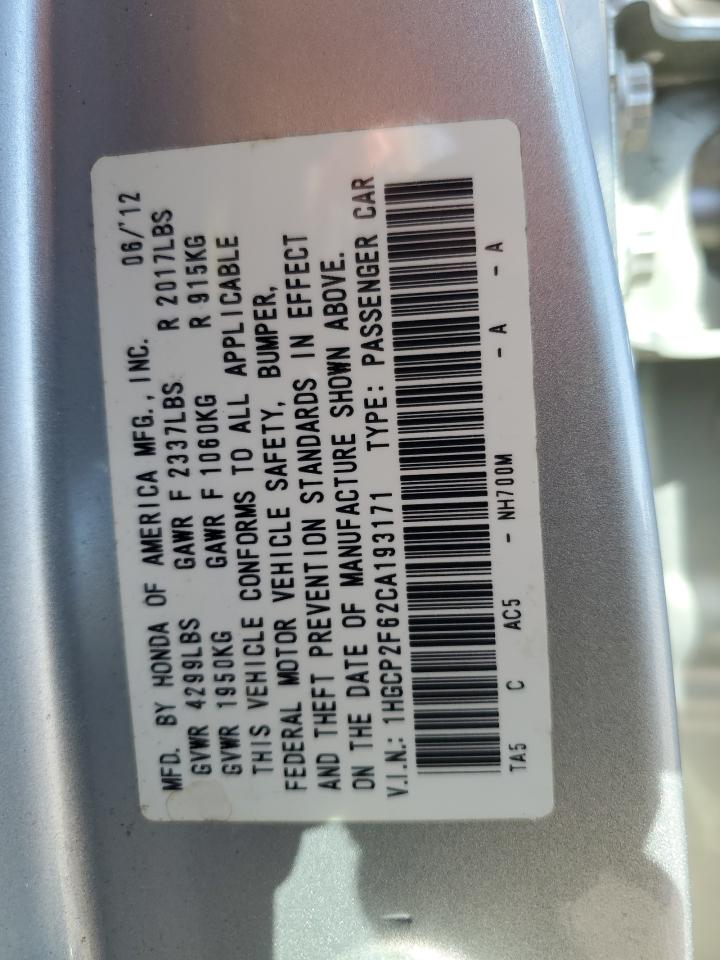 MFD. BY HONDA OF AMERICA MFG., INC. 06/'12
GVWR 4299LBS GAWR F 2337LBS R 2017LBS
GVWR 1950KG GAWR F 1060KG R 915KG
THIS VEHICLE CONFORMS TO ALL APPLICABLE
FEDERAL MOTOR VEHICLE SAFETY, BUMPER,
AND THEFT PREVENTION STANDARDS IN EFFECT
ON THE DATE OF MANUFACTURE SHOWN ABOVE.
V.I.N.: 1HGCP2F62CA193171 TYPE: PASSENGER CAR
TA5 C AC5 - NH700M - A - A